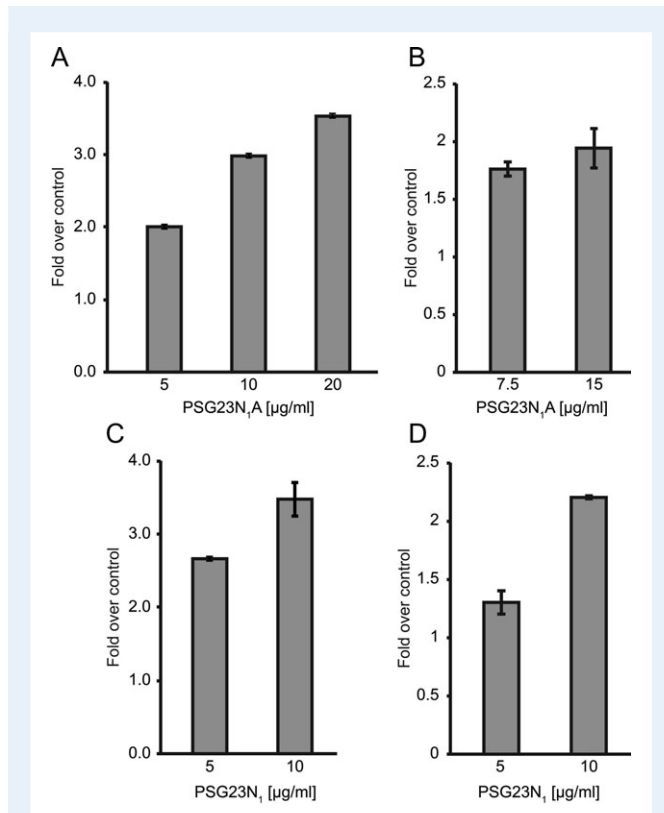 A
4.0
3.0
2.0
1.0
0.0
Fold over control
5 10 20
PSG23N₁A [µg/ml]
B
2.5
2
1.5
1
0.5
0
Fold over control
7.5 15
PSG23N₁A [µg/ml]
C
4.0
3.0
2.0
1.0
0.0
Fold over control
5 10
PSG23N₁ [µg/ml]
D
2.5
2
1.5
1
0.5
0
Fold over control
5 10
PSG23N₁ [µg/ml]